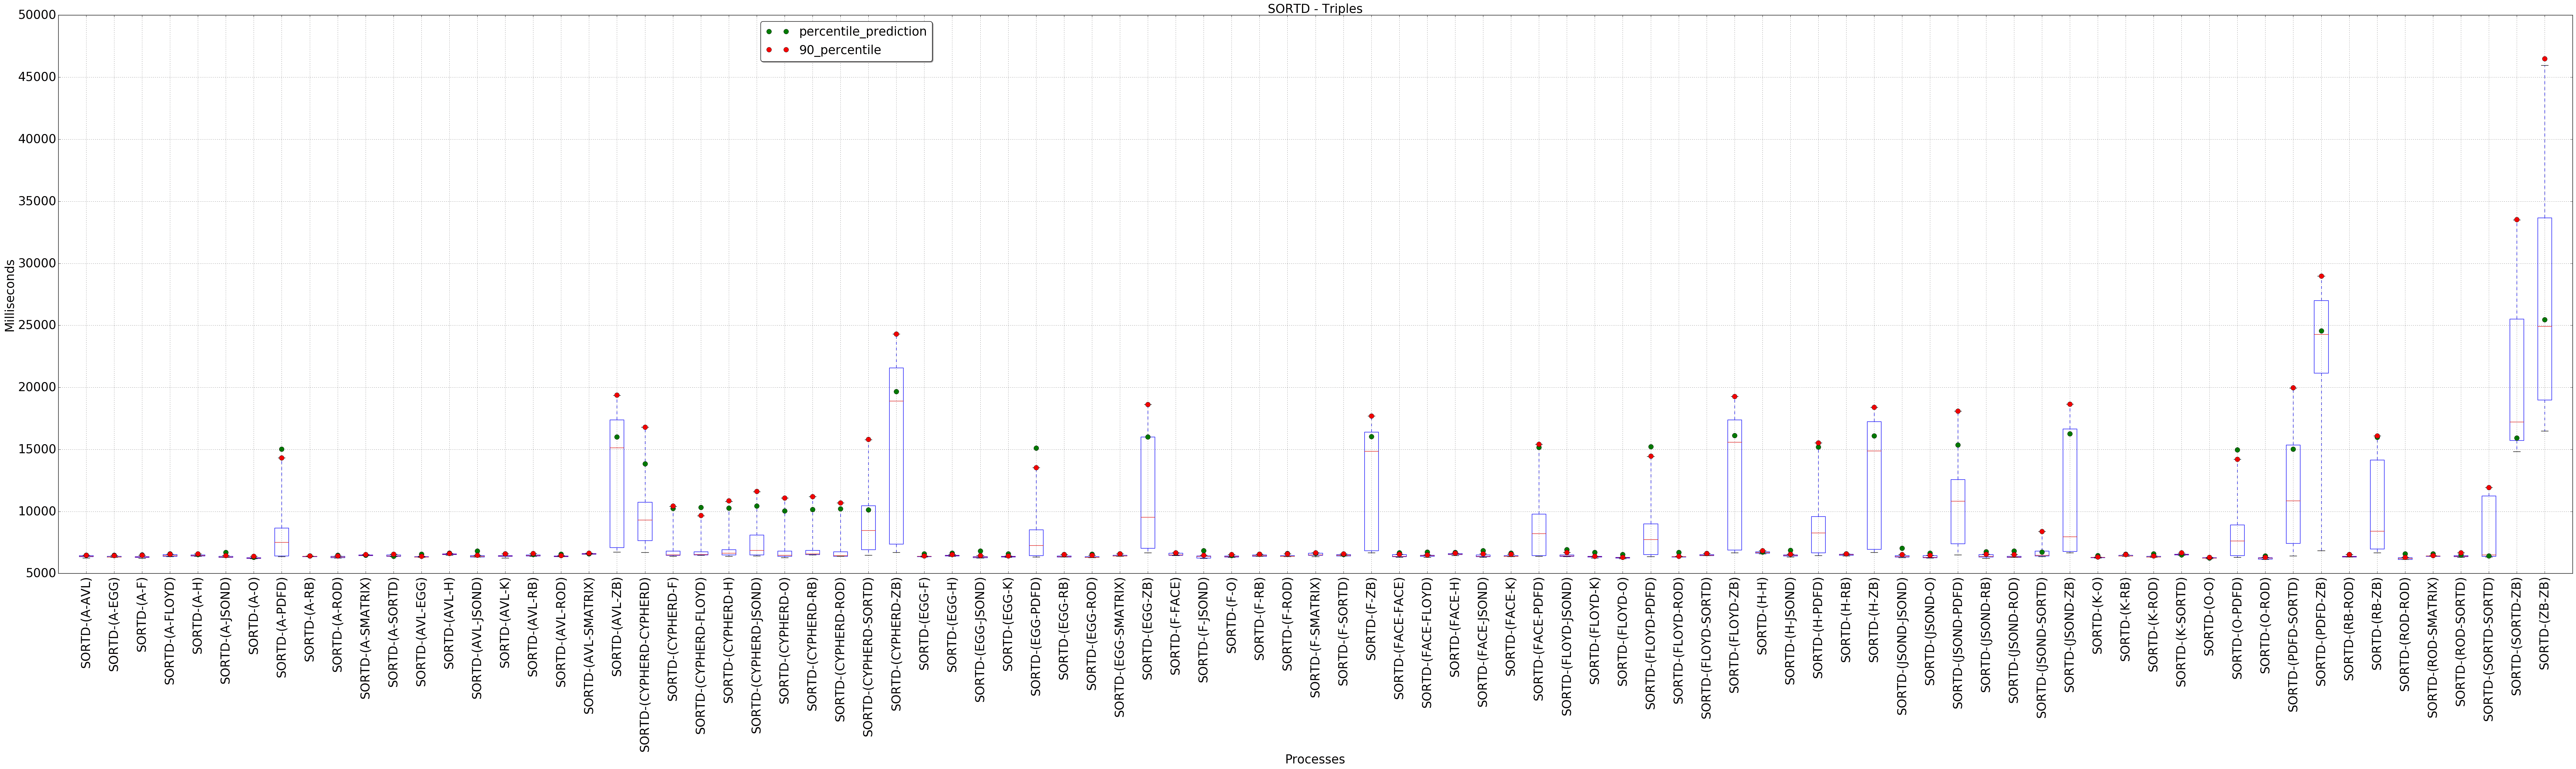 SORTD - Triples
percentile_prediction
90_percentile
50000
45000
40000
35000
30000
25000
20000
15000
10000
5000
Milliseconds
SORTD-(A-AVL)
SORTD-(A-EGG)
SORTD-(A-F)
SORTD-(A-FLOYD)
SORTD-(A-H)
SORTD-(A-JSOND)
SORTD-(A-O)
SORTD-(A-PDFD)
SORTD-(A-RB)
SORTD-(A-ROD)
SORTD-(A-SMATRIX)
SORTD-(A-SORTD)
SORTD-(AVL-EGG)
SORTD-(AVL-H)
SORTD-(AVL-JSOND)
SORTD-(AVL-K)
SORTD-(AVL-RB)
SORTD-(AVL-ROD)
SORTD-(AVL-SMATRIX)
SORTD-(AVL-ZB)
SORTD-(CYPHERD-CYPHERD)
SORTD-(CYPHERD-F)
SORTD-(CYPHERD-FLOYD)
SORTD-(CYPHERD-H)
SORTD-(CYPHERD-JSOND)
SORTD-(CYPHERD-O)
SORTD-(CYPHERD-RB)
SORTD-(CYPHERD-ROD)
SORTD-(CYPHERD-SORTD)
SORTD-(CYPHERD-ZB)
SORTD-(EGG-F)
SORTD-(EGG-H)
SORTD-(EGG-JSOND)
SORTD-(EGG-K)
SORTD-(EGG-PDFD)
SORTD-(EGG-RB)
SORTD-(EGG-ROD)
SORTD-(EGG-SMATRIX)
SORTD-(EGG-ZB)
SORTD-(F-FACE)
SORTD-(F-JSOND)
SORTD-(F-O)
SORTD-(F-RB)
SORTD-(F-ROD)
SORTD-(F-SMATRIX)
SORTD-(F-SORTD)
SORTD-(F-ZB)
SORTD-(FACE-FACE)
SORTD-(FACE-FLOYD)
SORTD-(FACE-H)
SORTD-(FACE-JSOND)
SORTD-(FACE-K)
SORTD-(FACE-PDFD)
SORTD-(FLOYD-JSOND)
SORTD-(FLOYD-K)
SORTD-(FLOYD-O)
SORTD-(FLOYD-PDFD)
SORTD-(FLOYD-ROD)
SORTD-(FLOYD-SORTD)
SORTD-(FLOYD-ZB)
SORTD-(H-H)
SORTD-(H-JSOND)
SORTD-(H-PDFD)
SORTD-(H-RB)
SORTD-(H-ZB)
SORTD-(JSOND-JSOND)
SORTD-(JSOND-O)
SORTD-(JSOND-PDFD)
SORTD-(JSOND-RB)
SORTD-(JSOND-ROD)
SORTD-(JSOND-SORTD)
SORTD-(JSOND-ZB)
SORTD-(K-O)
SORTD-(K-RB)
SORTD-(K-ROD)
SORTD-(K-SORTD)
SORTD-(O-O)
SORTD-(O-PDFD)
SORTD-(O-ROD)
SORTD-(PDFD-SORTD)
SORTD-(PDFD-ZB)
SORTD-(RB-ROD)
SORTD-(RB-ZB)
SORTD-(ROD-ROD)
SORTD-(ROD-SMATRIX)
SORTD-(ROD-SORTD)
SORTD-(SORTD-SORTD)
SORTD-(SORTD-ZB)
SORTD-(ZB-ZB)
Processes